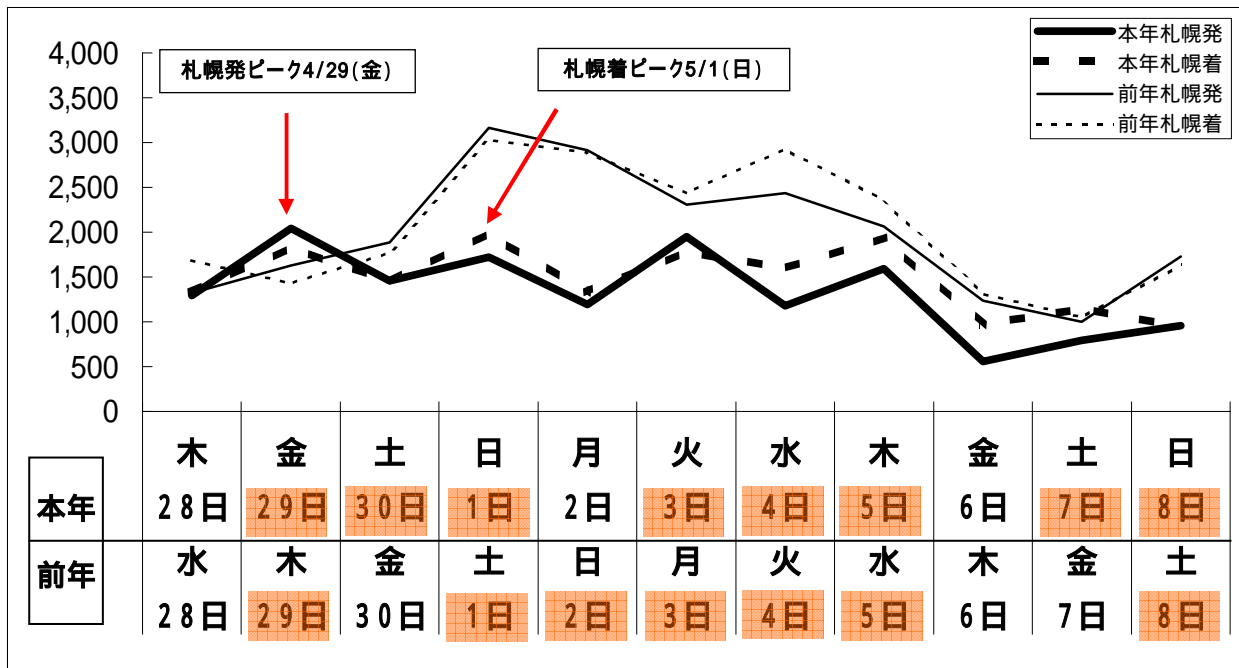 4,000
3,500
3,000
2,500
2,000
1,500
1,000
500
0
札幌発ピーク4/29(金)
札幌着ピーク5/1(日)
本年札幌発
本年札幌着
前年札幌発
前年札幌着
木 金 土 日 月 火 水 木 金 土 日
本年 28日 29日 30日 1日 2日 3日 4日 5日 6日 7日 8日
前年 水 木 金 土 日 月 火 水 木 金 土
28日 29日 30日 1日 2日 3日 4日 5日 6日 7日 8日